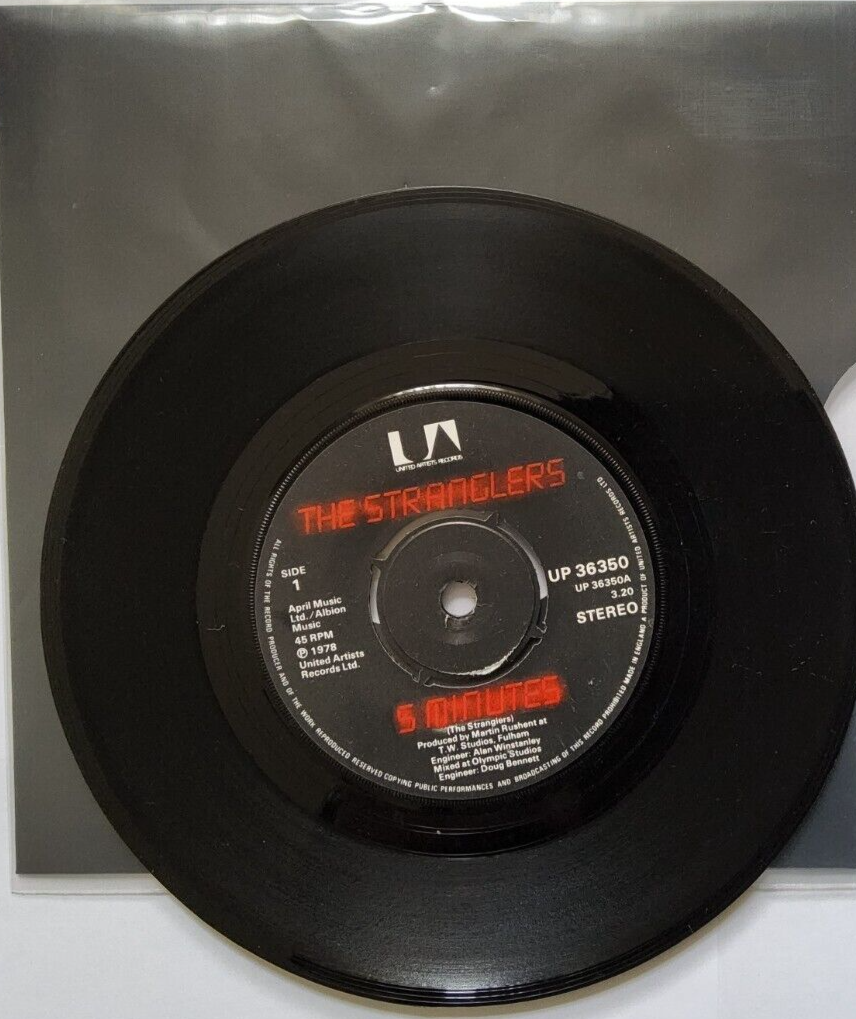 UNITED ARTISTS RECORDS
THE STRANGLERS
SIDE
1
April Music
Ltd./Albion
Music
45 RPM
℗ 1978
United Artists
Records Ltd.
UP 36350
UP 36350A
3.20
STEREO
5 MINUTES
(The Stranglers)
Produced by Martin Rushent at
T.W. Studios, Fulham
Engineer: Alan Winstanley
Mixed at Olympic Studios
Engineer: Doug Bennett
ALL RIGHTS OF THE RECORD PRODUCER AND OF THE WORK REPRODUCED RESERVED COPYING PUBLIC PERFORMANCES AND BROADCASTING OF THIS RECORD PROHIBITED MADE IN ENGLAND A PRODUCT OF UNITED ARTISTS RECORDS LTD